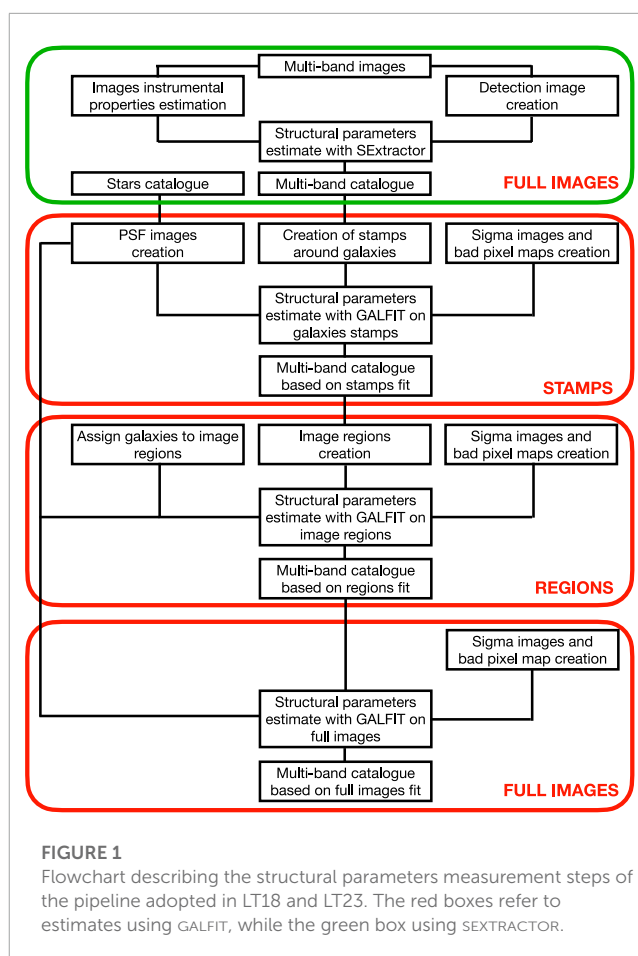 Multi-band images
Images instrumental
properties estimation
Detection image
creation
Structural parameters
estimate with SExtractor
Stars catalogue
Multi-band catalogue
FULL IMAGES
PSF images
creation
Creation of stamps
around galaxies
Sigma images and
bad pixel maps creation
Structural parameters
estimate with GALFIT on
galaxies stamps
Multi-band catalogue
based on stamps fit
STAMPS
Assign galaxies to image
regions
Image regions
creation
Sigma images and
bad pixel maps creation
Structural parameters
estimate with GALFIT on
image regions
Multi-band catalogue
based on regions fit
REGIONS
Sigma images and
bad pixel map creation
Structural parameters
estimate with GALFIT on
full images
Multi-band catalogue
based on full images fit
FULL IMAGES
FIGURE 1
Flowchart describing the structural parameters measurement steps of
the pipeline adopted in LT18 and LT23. The red boxes refer to
estimates using GALFIT, while the green box using SEXTRACTOR.